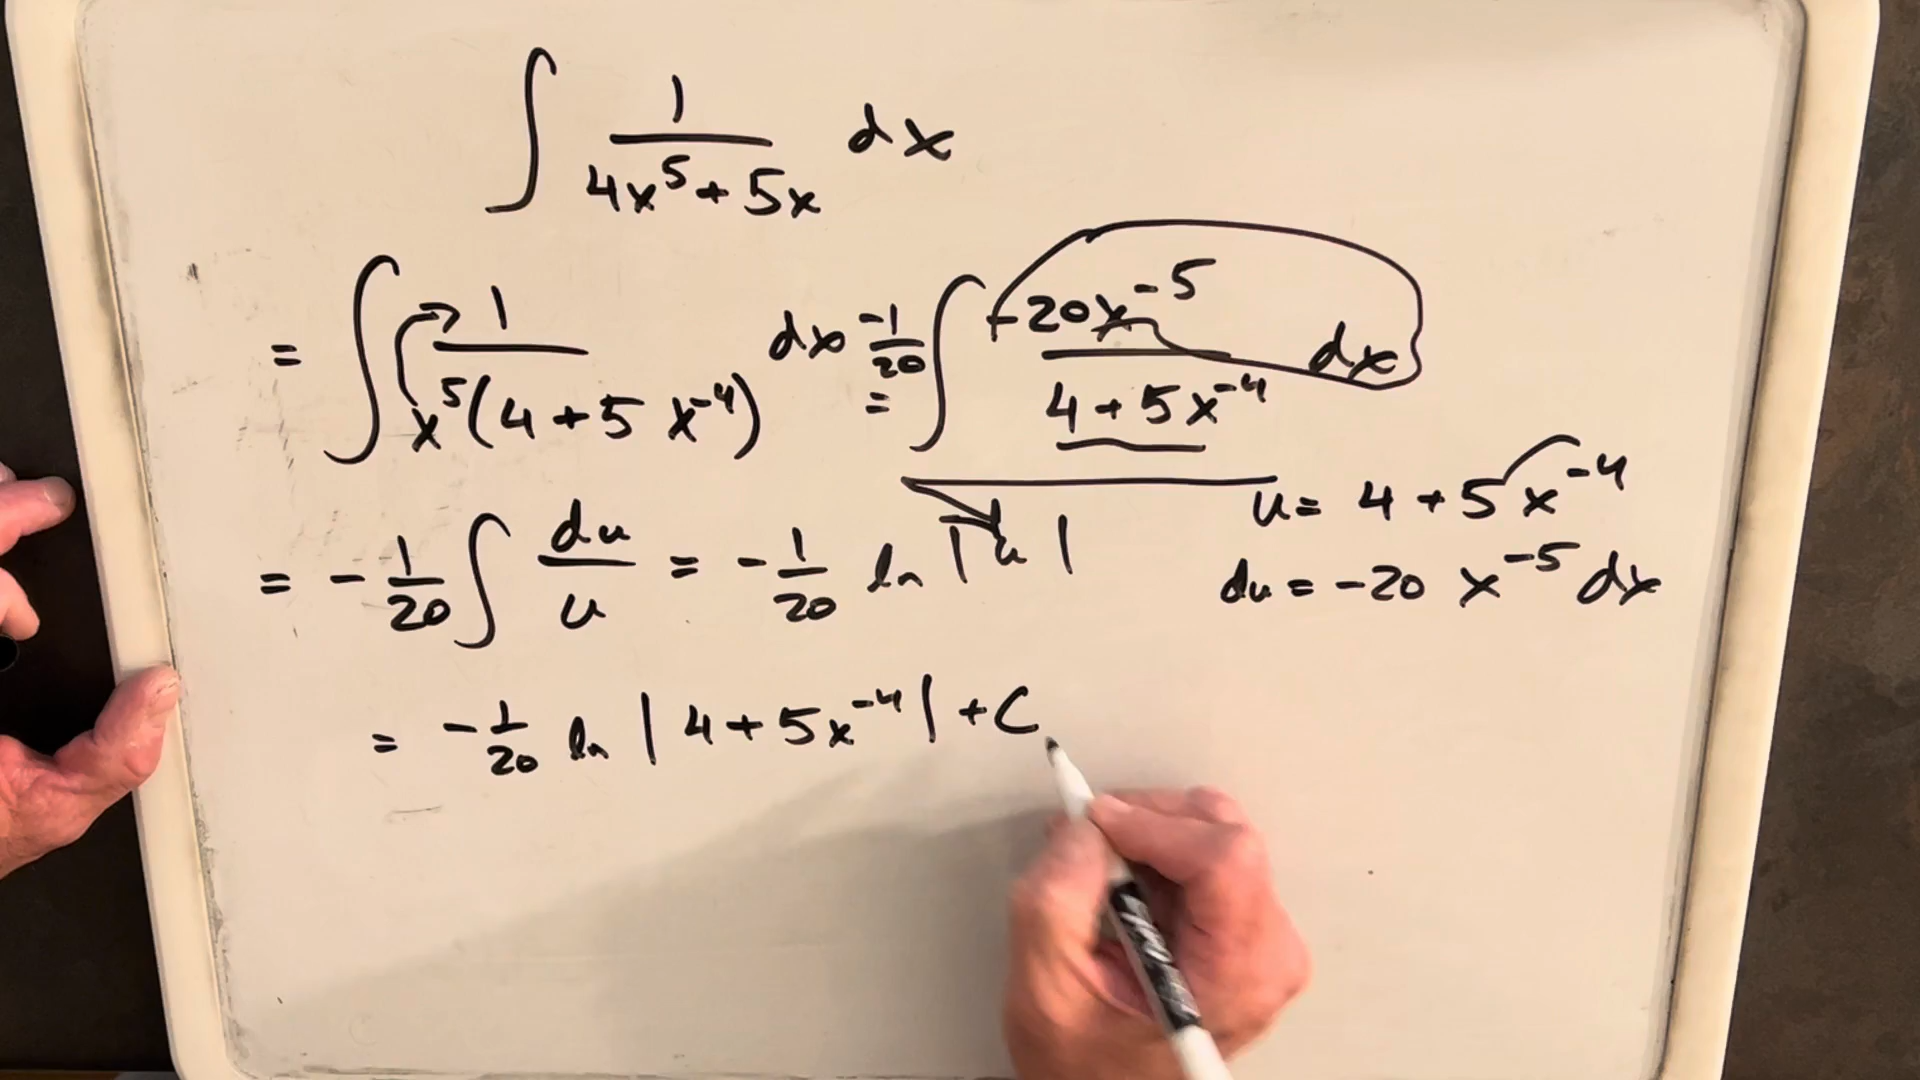 ∫ 1/(4x⁵ + 5x) dx
= ∫ 1/(x⁵(4 + 5x⁻⁴)) dx = -1/20 ∫ -20x⁻⁵/(4 + 5x⁻⁴) dx
u = 4 + 5x⁻⁴
= -1/20 ∫ du/u = -1/20 ln |u|
du = -20 x⁻⁵ dx
= -1/20 ln |4 + 5x⁻⁴| + C